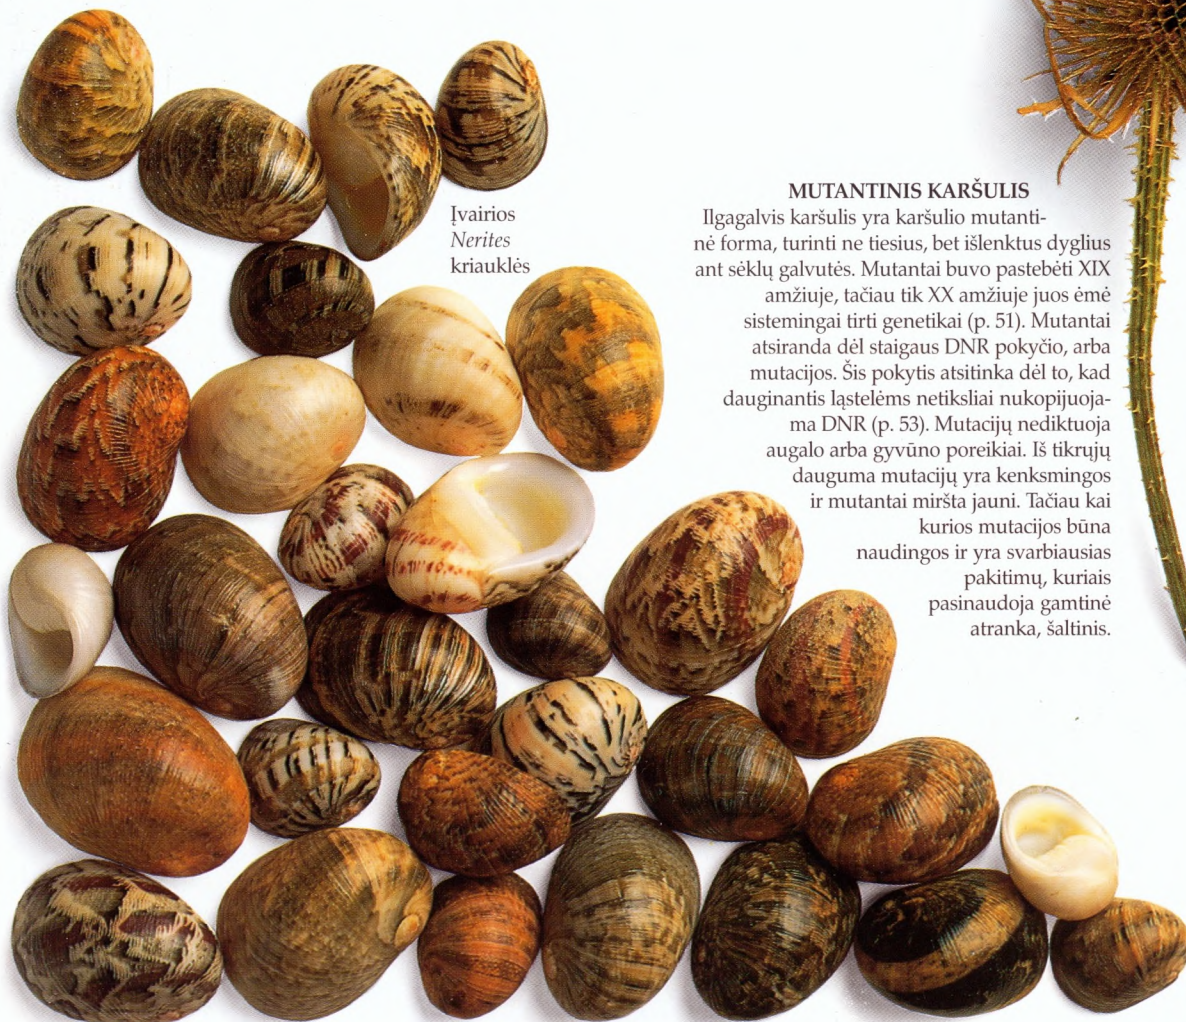 Įvairios
Nerites
kriauklės
MUTANTINIS KARŠULIS
Ilgagalvis karšulis yra karšulio mutanti-
nė forma, turinti ne tiesius, bet išlenktus dyglius
ant sėklų galvutės. Mutantai buvo pastebėti XIX
amžiuje, tačiau tik XX amžiuje juos ėmė
sistemingai tirti genetikai (p. 51). Mutantai
atsiranda dėl staigaus DNR pokyčio, arba
mutacijos. Šis pokytis atsitinka dėl to, kad
dauginantis ląstelėms netiksliai nukopijuoja-
ma DNR (p. 53). Mutacijų nediktuoja
augalo arba gyvūno poreikiai. Iš tikrųjų
dauguma mutacijų yra kenksmingos
ir mutantai miršta jauni. Tačiau kai
kurios mutacijos būna
naudingos ir yra svarbiausias
pakitimų, kuriais
pasinaudoja gamtinė
atranka, šaltinis.